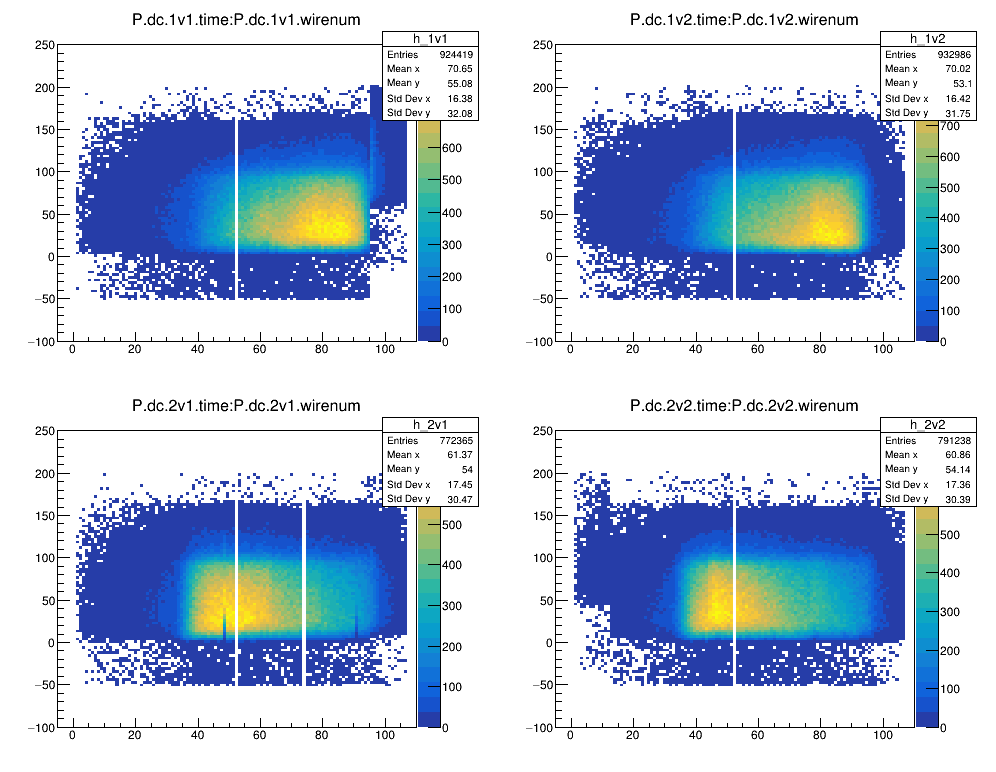 P.dc.1v1.time:P.dc.1v1.wirenum
h_1v1
Entries 924419
Mean x 70.65
Mean y 55.08
Std Dev x 16.38
Std Dev y 32.08
250
200
150
100
50
0
−50
−100
0 20 40 60 80 100
600
500
400
300
200
100
0
P.dc.1v2.time:P.dc.1v2.wirenum
h_1v2
Entries 932986
Mean x 70.02
Mean y 53.1
Std Dev x 16.42
Std Dev y 31.75
250
200
150
100
50
0
−50
−100
0 20 40 60 80 100
700
600
500
400
300
200
100
0
P.dc.2v1.time:P.dc.2v1.wirenum
h_2v1
Entries 772365
Mean x 61.37
Mean y 54
Std Dev x 17.45
Std Dev y 30.47
250
200
150
100
50
0
−50
−100
0 20 40 60 80 100
500
400
300
200
100
0
P.dc.2v2.time:P.dc.2v2.wirenum
h_2v2
Entries 791238
Mean x 60.86
Mean y 54.14
Std Dev x 17.36
Std Dev y 30.39
250
200
150
100
50
0
−50
−100
0 20 40 60 80 100
500
400
300
200
100
0